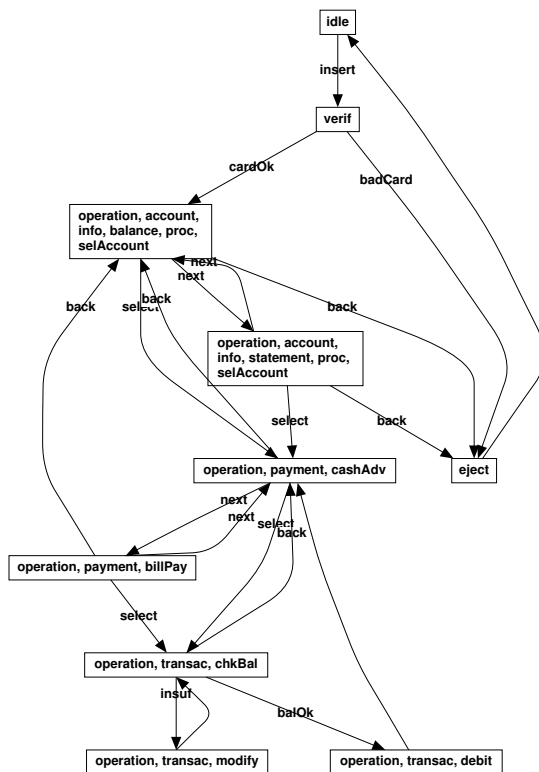 idle
insert
verif
cardOk
badCard
operation, account,
info, balance, proc,
selAccount
next
next
back
select
back
back
operation, account,
info, statement, proc,
selAccount
select
back
operation, payment, cashAdv
eject
next
next
select
back
operation, payment, billPay
select
operation, transac, chkBal
insuf
balOk
operation, transac, modify
operation, transac, debit